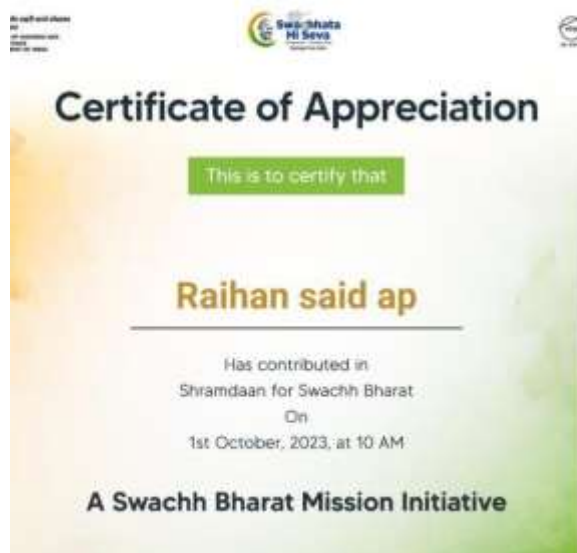 Swachhata
Hi Seva
Certificate of Appreciation
This is to certify that
Raihan said ap
Has contributed in
Shramdaan for Swachh Bharat
On
1st October, 2023, at 10 AM
A Swachh Bharat Mission Initiative